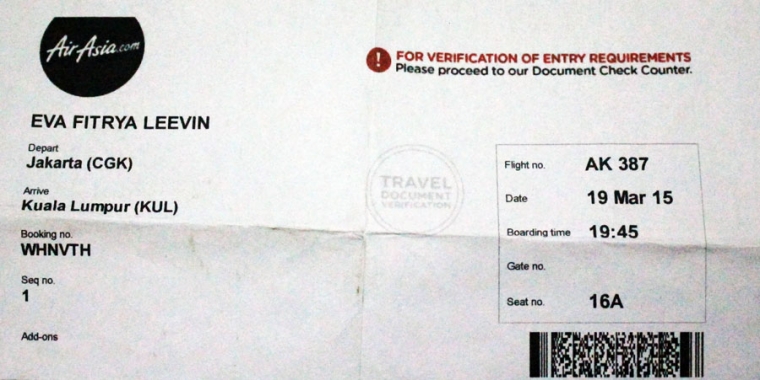 AirAsia.com
! FOR VERIFICATION OF ENTRY REQUIREMENTS
Please proceed to our Document Check Counter.
EVA FITRYA LEEVIN
Depart
Jakarta (CGK)
Arrive
Kuala Lumpur (KUL)
Booking no.
WHNVTH
Seq no.
1
Add-ons
TRAVEL
DOCUMENT
VERIFICATION
Flight no. AK 387
Date 19 Mar 15
Boarding time 19:45
Gate no.
Seat no. 16A